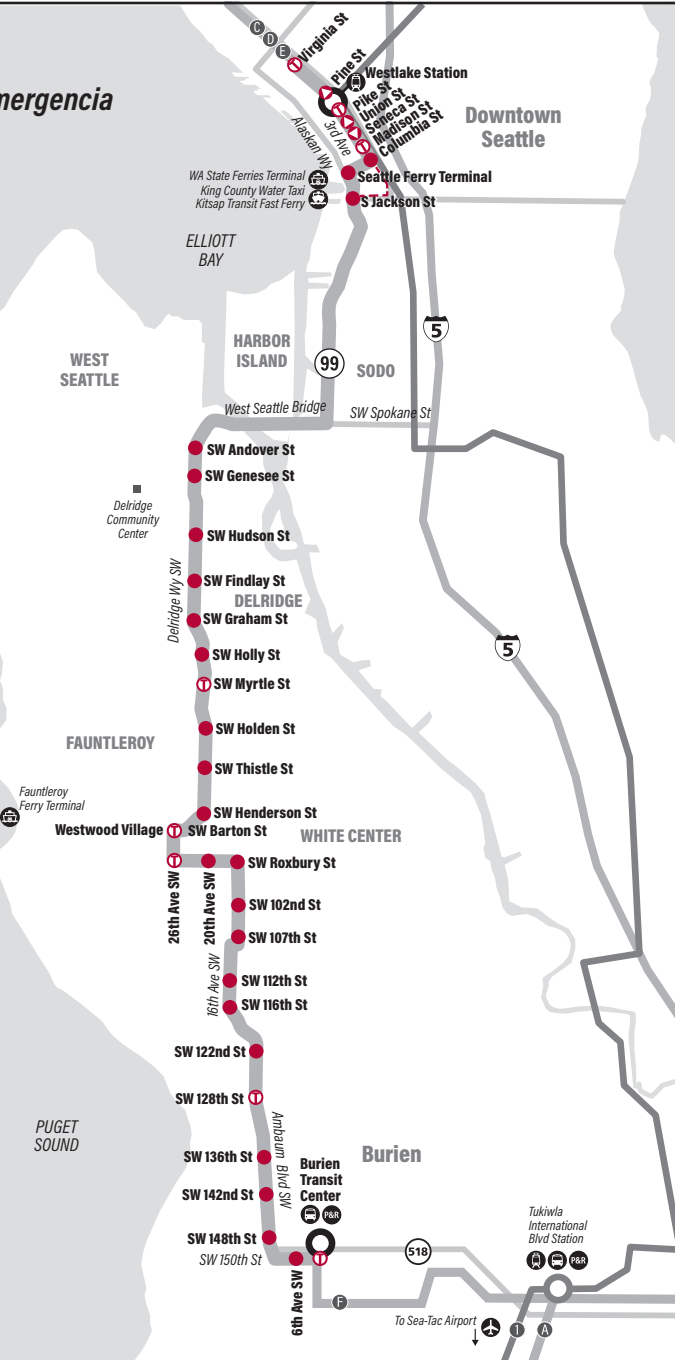 C
D
E
Virginia St
Pine St
Westlake Station
mergencia
Pike St
Union St
Seneca St
Madison St
Columbia St
3rd Ave
Alaskan Wy
Downtown
Seattle
WA State Ferries Terminal
King County Water Taxi
Kitsap Transit Fast Ferry
Seattle Ferry Terminal
S Jackson St
ELLIOTT
BAY
5
HARBOR
ISLAND
99
SODO
WEST
SEATTLE
West Seattle Bridge
SW Spokane St
SW Andover St
SW Genesee St
Delridge
Community
Center
SW Hudson St
Delridge Wy SW
SW Findlay St
DELRIDGE
SW Graham St
5
SW Holly St
T
SW Myrtle St
SW Holden St
FAUNTLEROY
SW Thistle St
Fauntleroy
Ferry Terminal
SW Henderson St
Westwood Village
T
SW Barton St
WHITE CENTER
T
SW Roxbury St
26th Ave SW
20th Ave SW
SW 102nd St
SW 107th St
16th Ave SW
SW 112th St
SW 116th St
SW 122nd St
SW 128th St
T
Ambaum Blvd SW
PUGET
SOUND
SW 136th St
Burien
Burien
Transit
Center
P&R
SW 142nd St
SW 148th St
SW 150th St
T
6th Ave SW
518
F
Tukiwla
International
Blvd Station
P&R
To Sea-Tac Airport
1
A